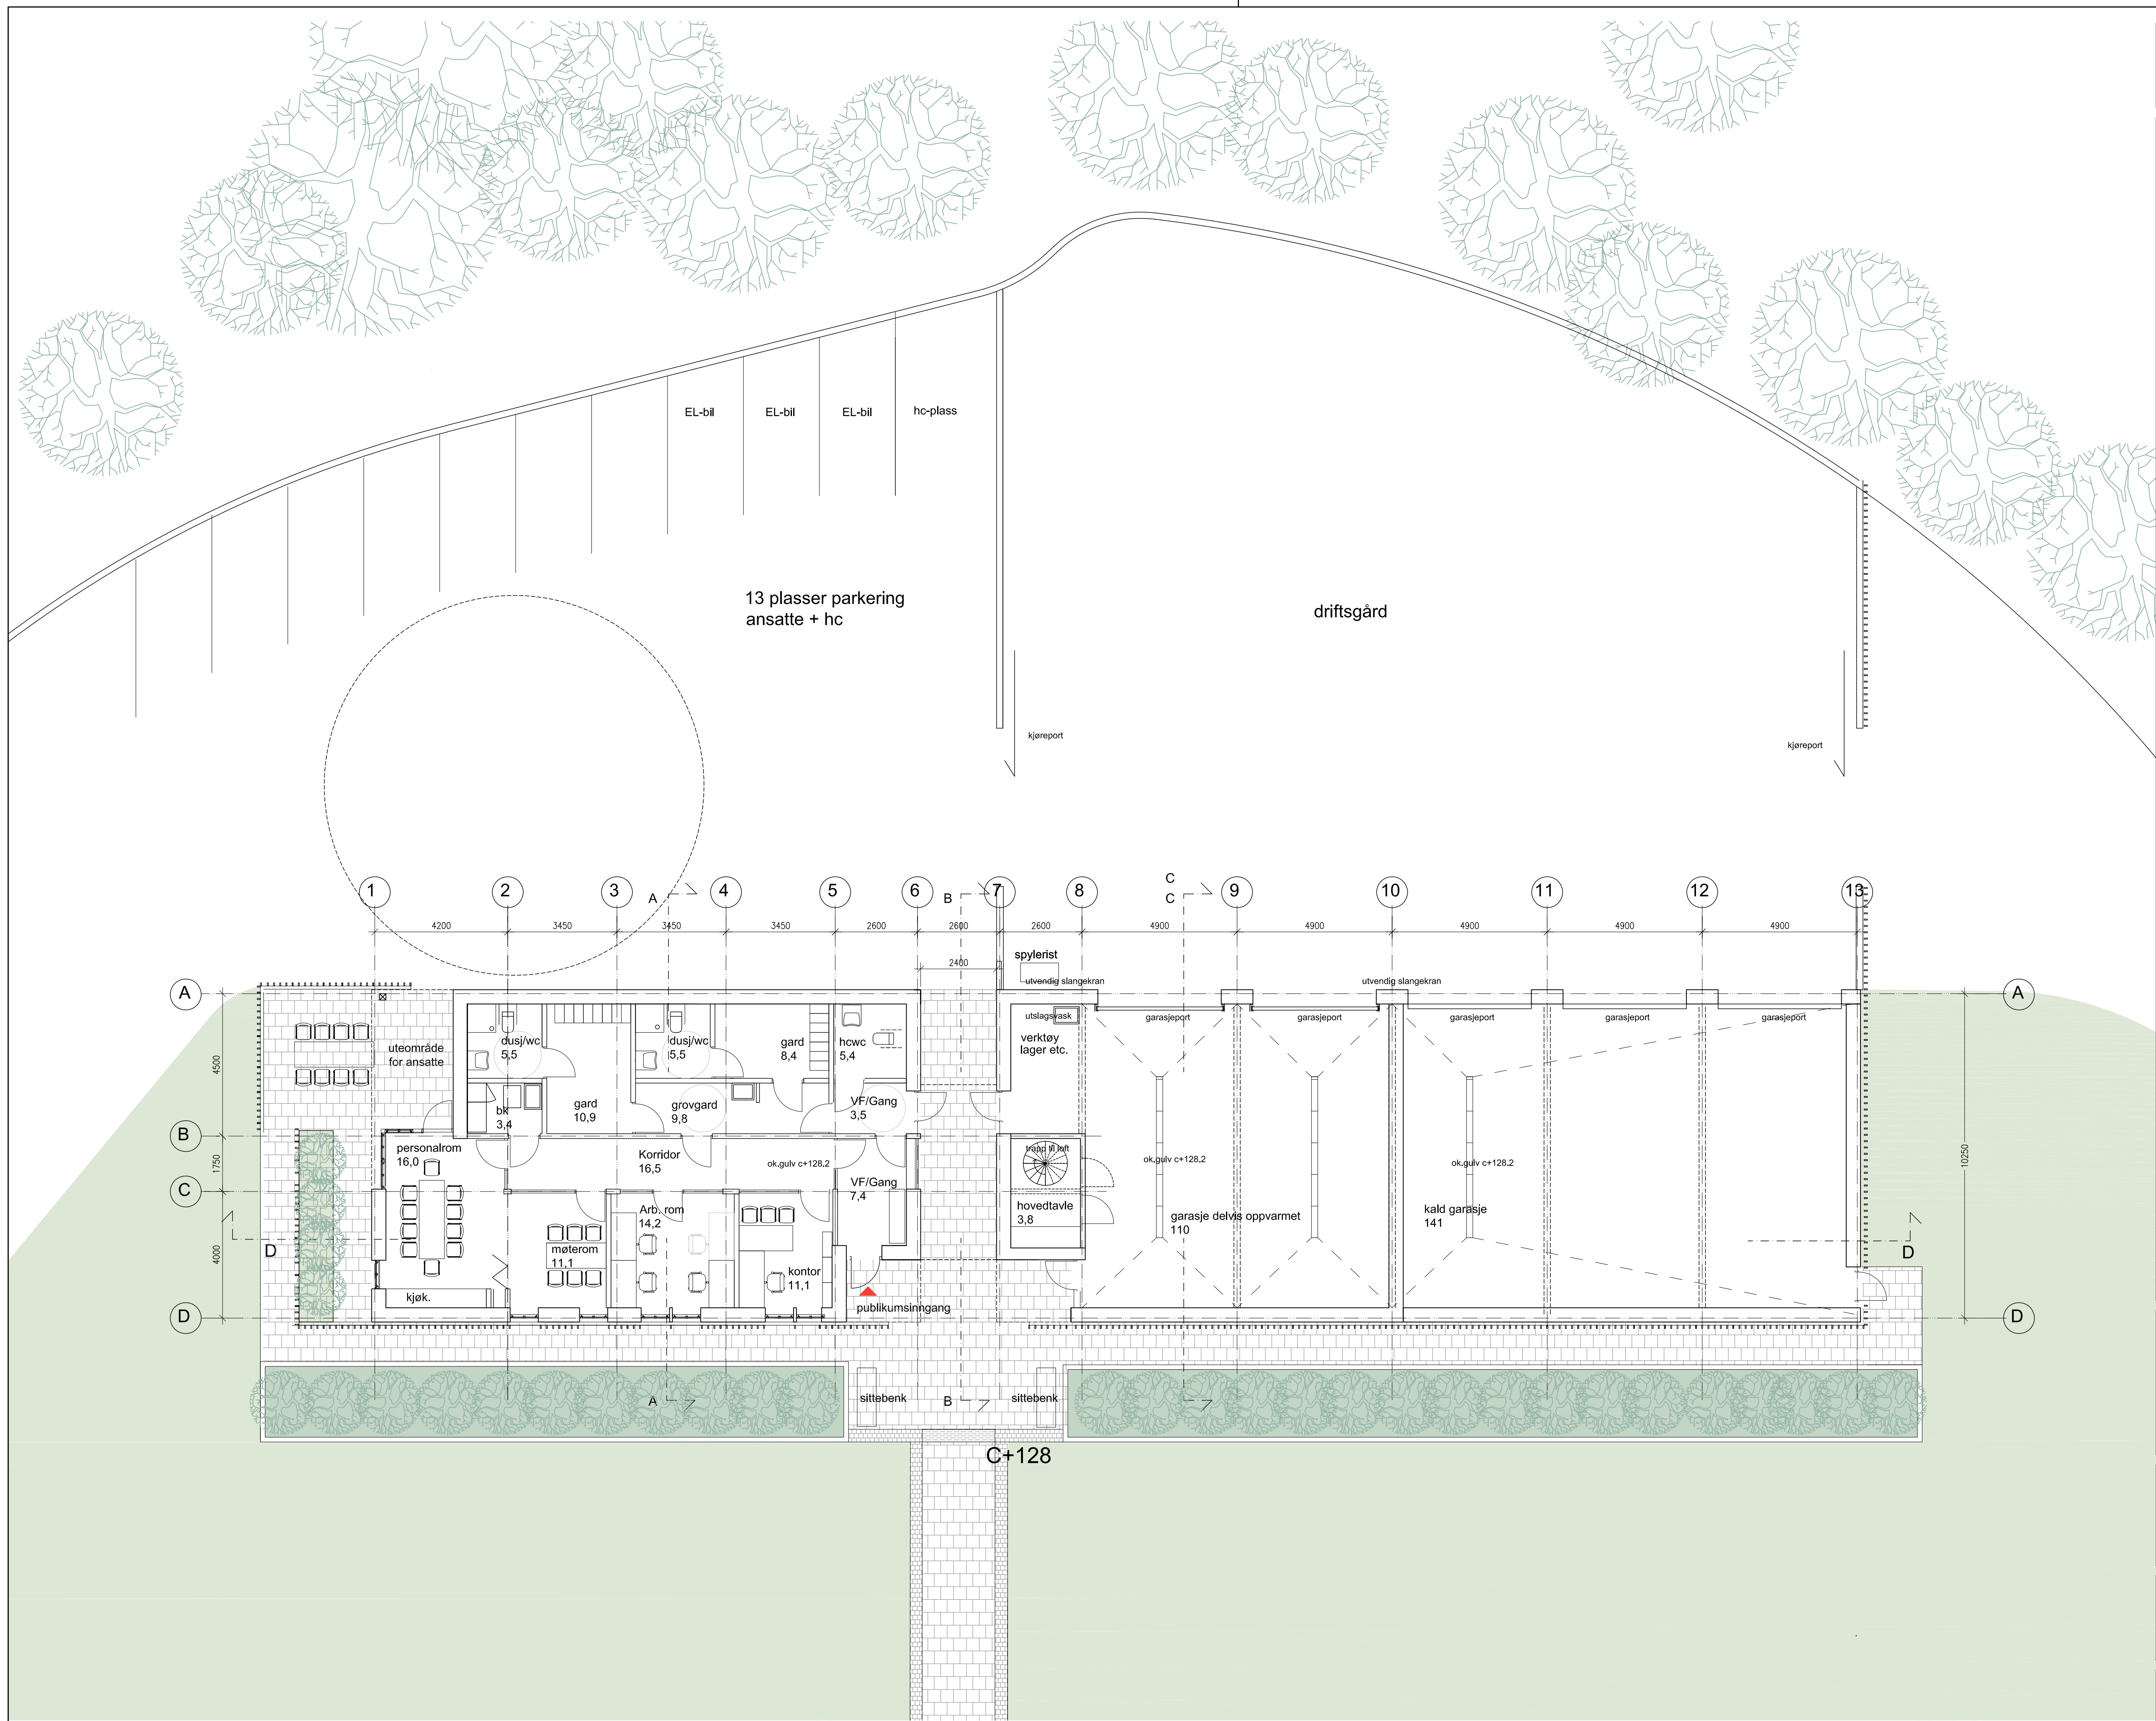 EL-bil
EL-bil
EL-bil
hc-plass
13 plasser parkering
ansatte + hc
driftsgård
kjøreport
kjøreport
1
2
3
A
4
5
6
B
7
8
C
C
9
10
11
12
13
4200
3450
3450
3450
2600
2600
2600
4900
4900
4900
4900
4900
2400
spylerist
utvendig slangekran
utvendig slangekran
A
A
utslagsvask
garasjeport
garasjeport
garasjeport
garasjeport
garasjeport
uteområde
for ansatte
dusj/wc
5,5
dusj/wc
5,5
gard
8,4
hcwc
5,4
verktøy
lager etc.
4500
bk
3,4
gard
10,9
grovgard
9,8
VF/Gang
3,5
B
1750
personalrom
16,0
Korridor
16,5
ok.gulv c+128,2
trapp til loft
ok.gulv c+128,2
ok.gulv c+128,2
10250
C
VF/Gang
7,4
Arb. rom
14,2
hovedtavle
3,8
garasje delvis oppvarmet
110
kald garasje
141
D
D
4000
møterom
11,1
kontor
11,1
kjøk.
publikumsinngang
D
D
A
sittebenk
B
sittebenk
C+128